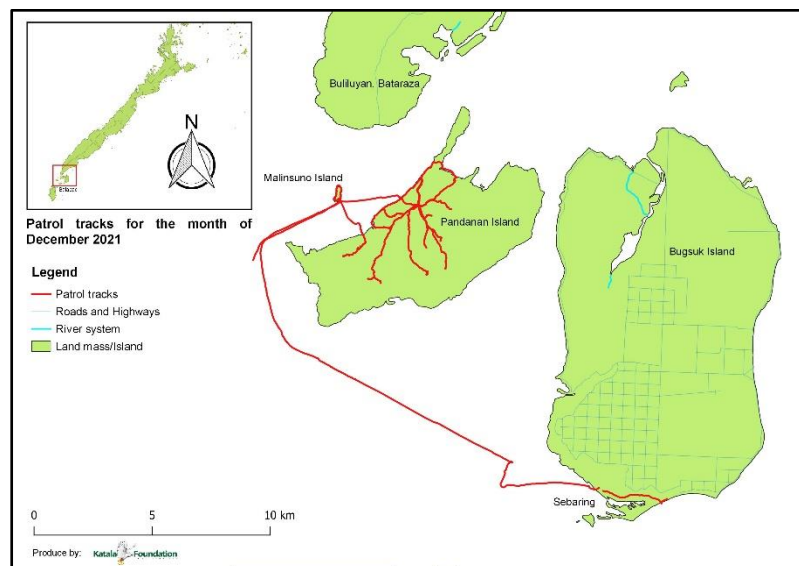 Buliluyan, Bataraza
N
Malinsuno Island
Pandanan Island
Patrol tracks for the month of
December 2021
Bugsuk Island
Legend
Patrol tracks
Roads and Highways
River system
Land mass/Island
Sebaring
0 5 10 km
Produce by: Katala Foundation